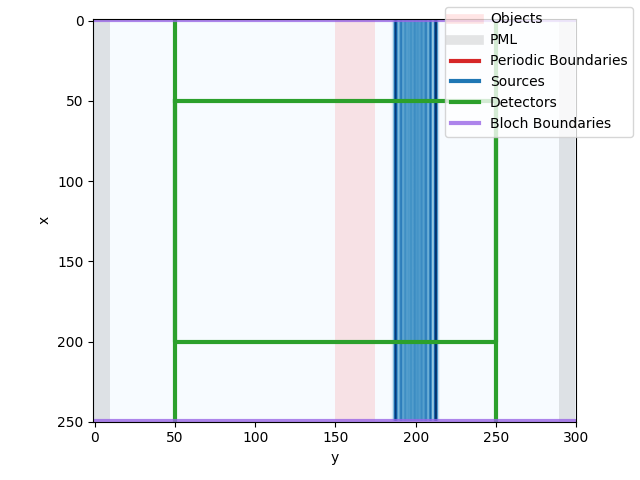 Objects
PML
Periodic Boundaries
Sources
Detectors
Bloch Boundaries
0
50
100
150
200
250
x
0 50 100 150 200 250 300
y